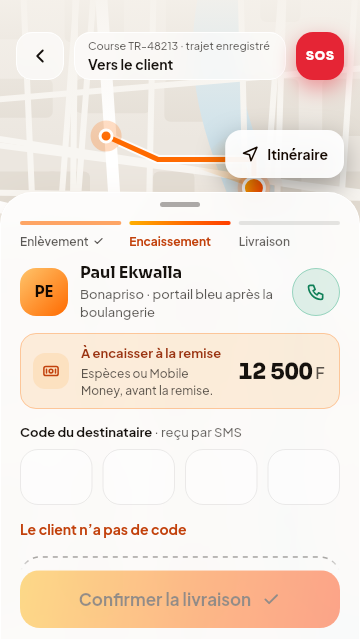 Course TR-48213 · trajet enregistré
Vers le client
SOS
Itinéraire
Enlèvement
Encaissement
Livraison
PE
Paul Ekwalla
Bonapriso · portail bleu après la
boulangerie
À encaisser à la remise
Espèces ou Mobile
Money, avant la remise.
12 500 F
Code du destinataire · reçu par SMS
Le client n’a pas de code
Confirmer la livraison